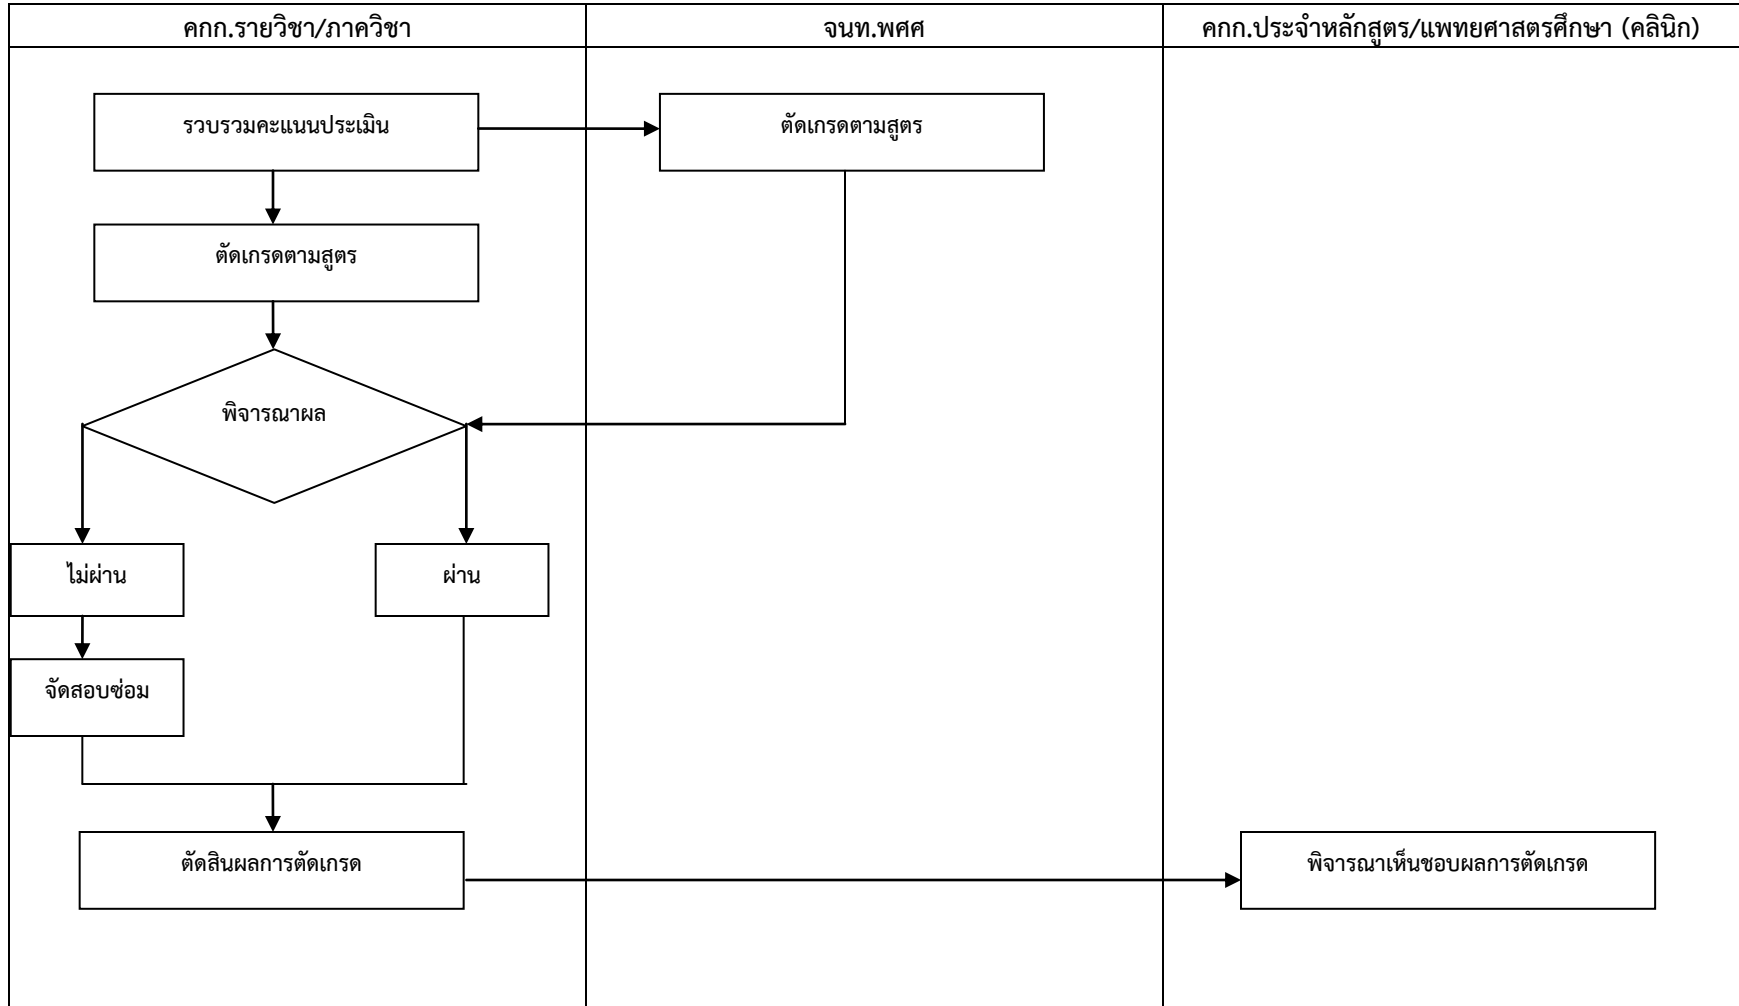 คกก.รายวิชา/ภาควิชา
จนท.พศศ
คกก.ประจำหลักสูตร/แพทยศาสตรศึกษา (คลินิก)
รวบรวมคะแนนประเมิน
ตัดเกรดตามสูตร
ตัดเกรดตามสูตร
พิจารณาผล
ไม่ผ่าน
ผ่าน
จัดสอบซ่อม
ตัดสินผลการตัดเกรด
พิจารณาเห็นชอบผลการตัดเกรด